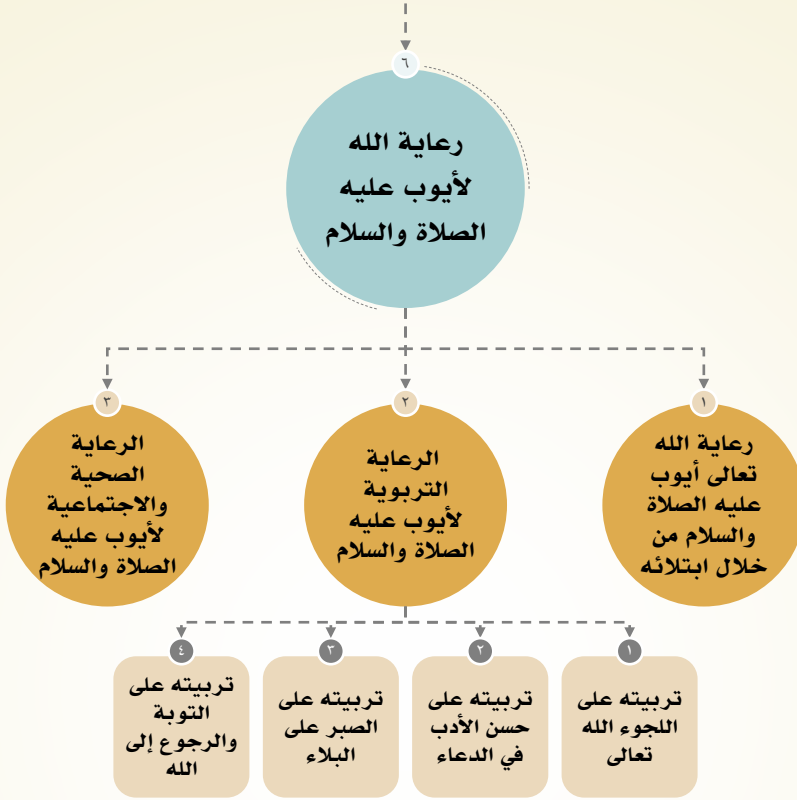 ٦
رعاية الله
لأيوب عليه
الصلاة والسلام
١
رعاية الله
تعالى أيوب
عليه الصلاة
والسلام من
خلال ابتلائه
٢
الرعاية
التربوية
لأيوب عليه
الصلاة والسلام
٣
الرعاية
الصحية
والاجتماعية
لأيوب عليه
الصلاة والسلام
١
تربيته على
اللجوء الله
تعالى
٢
تربيته على
حسن الأدب
في الدعاء
٣
تربيته على
الصبر على
البلاء
٤
تربيته على
التوبة
والرجوع إلى
الله